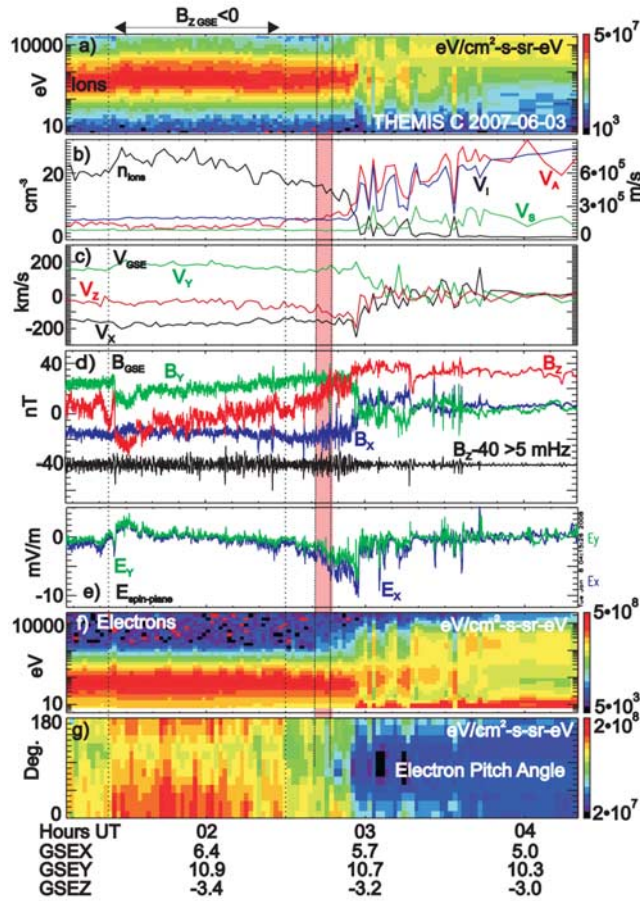 B_Z GSE<0
a)
10000
eV
10
Ions
eV/cm²-s-sr-eV
THEMIS C 2007-06-03
5×10⁷
10³
b)
n_Ions
20
cm⁻³
0
V_I
V_A
V_S
6×10⁵
3×10⁵
0
m/s
c)
V_GSE
200
0
-200
km/s
V_Y
V_Z
V_X
d)
B_GSE
40
0
-40
nT
B_Y
B_Z
B_X
B_Z-40 >5 mHz
0
-10
mV/m
E_Y
e)
E_spin-plane
E_X
Ey
Ex
f) Electrons
10000
eV
10
eV/cm²-s-sr-eV
5×10⁸
5×10³
g)
180
Deg.
0
eV/cm²-s-sr-eV
Electron Pitch Angle
2×10⁸
2×10⁷
Hours UT 02 03 04
GSEX 6.4 5.7 5.0
GSEY 10.9 10.7 10.3
GSEZ -3.4 -3.2 -3.0